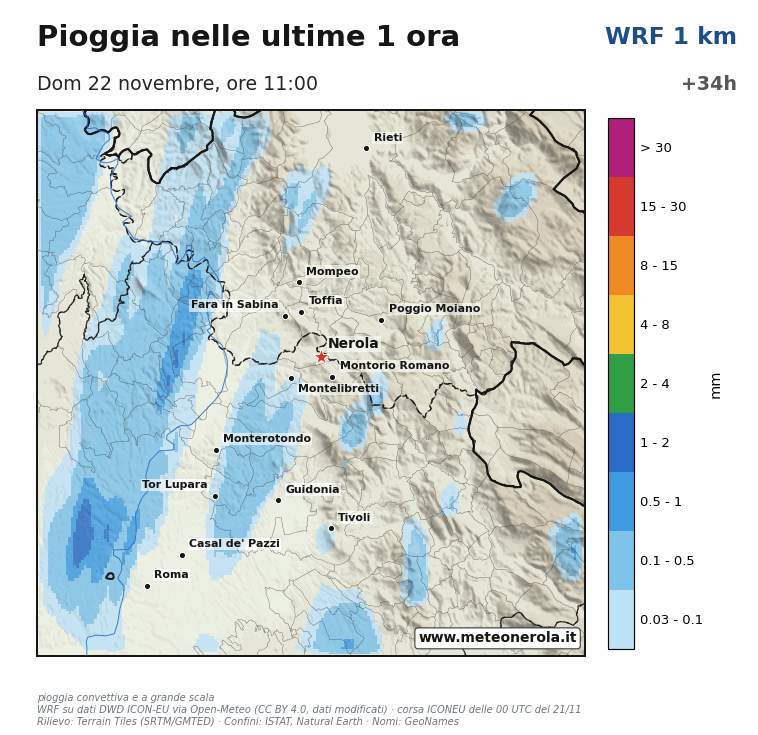 Pioggia nelle ultime 1 ora
WRF 1 km
Dom 22 novembre, ore 11:00
+34h
Rieti
Mompeo
Toffia
Fara in Sabina
Poggio Moiano
Nerola
Montorio Romano
Montelibretti
Monterotondo
Tor Lupara
Guidonia
Tivoli
Casal de' Pazzi
Roma
www.meteonerola.it
> 30
15 - 30
8 - 15
4 - 8
2 - 4
1 - 2
0.5 - 1
0.1 - 0.5
0.03 - 0.1
mm
pioggia convettiva e a grande scala
WRF su dati DWD ICON-EU via Open-Meteo (CC BY 4.0, dati modificati) · corsa ICONEU delle 00 UTC del 21/11
Rilievo: Terrain Tiles (SRTM/GMTED) · Confini: ISTAT, Natural Earth · Nomi: GeoNames